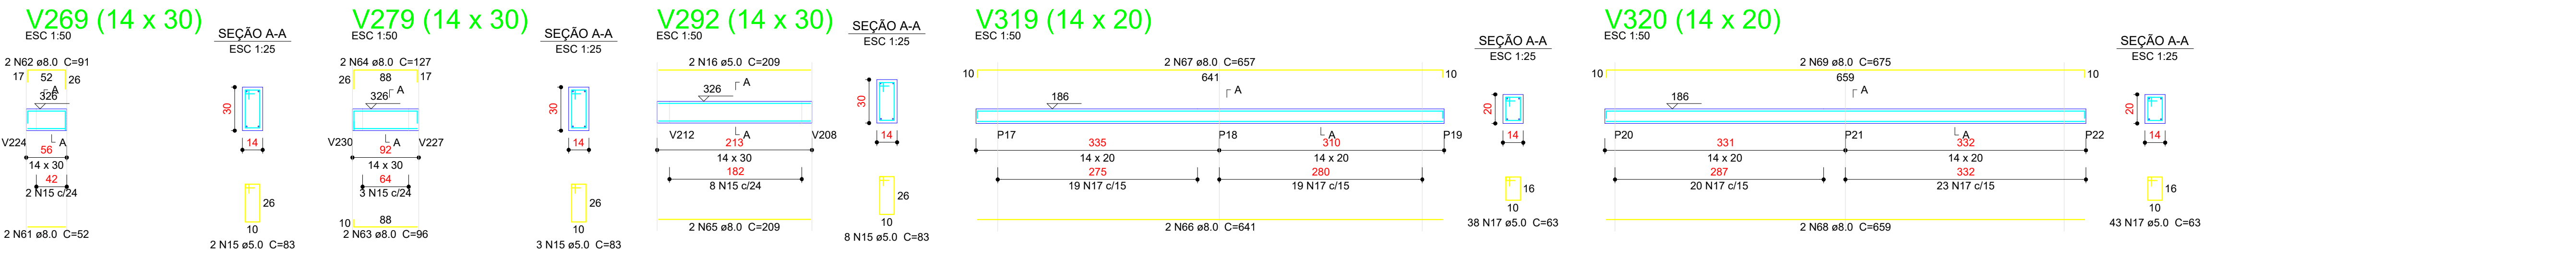 V269 (14 x 30)
ESC 1:50
SEÇÃO A-A
ESC 1:25
2 N62 ø8.0 C=91
17
52
26
A
326
30
V224
A
56
14
14 x 30
42
2 N15 c/24
26
10
2 N61 ø8.0 C=52
2 N15 ø5.0 C=83
V279 (14 x 30)
ESC 1:50
SEÇÃO A-A
ESC 1:25
2 N64 ø8.0 C=127
26
88
17
A
326
30
V230
A
V227
92
14
14 x 30
64
3 N15 c/24
26
10
88
10
2 N63 ø8.0 C=96
3 N15 ø5.0 C=83
V292 (14 x 30)
ESC 1:50
SEÇÃO A-A
ESC 1:25
2 N16 ø5.0 C=209
A
326
30
V212
A
V208
213
14
14 x 30
182
8 N15 c/24
26
10
2 N65 ø8.0 C=209
8 N15 ø5.0 C=83
V319 (14 x 20)
ESC 1:50
SEÇÃO A-A
ESC 1:25
2 N67 ø8.0 C=657
10
641
10
A
186
20
P17
P18
A
P19
335
310
14
14 x 20
14 x 20
275
280
19 N17 c/15
19 N17 c/15
16
10
2 N66 ø8.0 C=641
38 N17 ø5.0 C=63
V320 (14 x 20)
ESC 1:50
SEÇÃO A-A
ESC 1:25
2 N69 ø8.0 C=675
10
659
10
A
186
20
P20
P21
A
P22
331
332
14
14 x 20
14 x 20
287
332
20 N17 c/15
23 N17 c/15
16
10
2 N68 ø8.0 C=659
43 N17 ø5.0 C=63